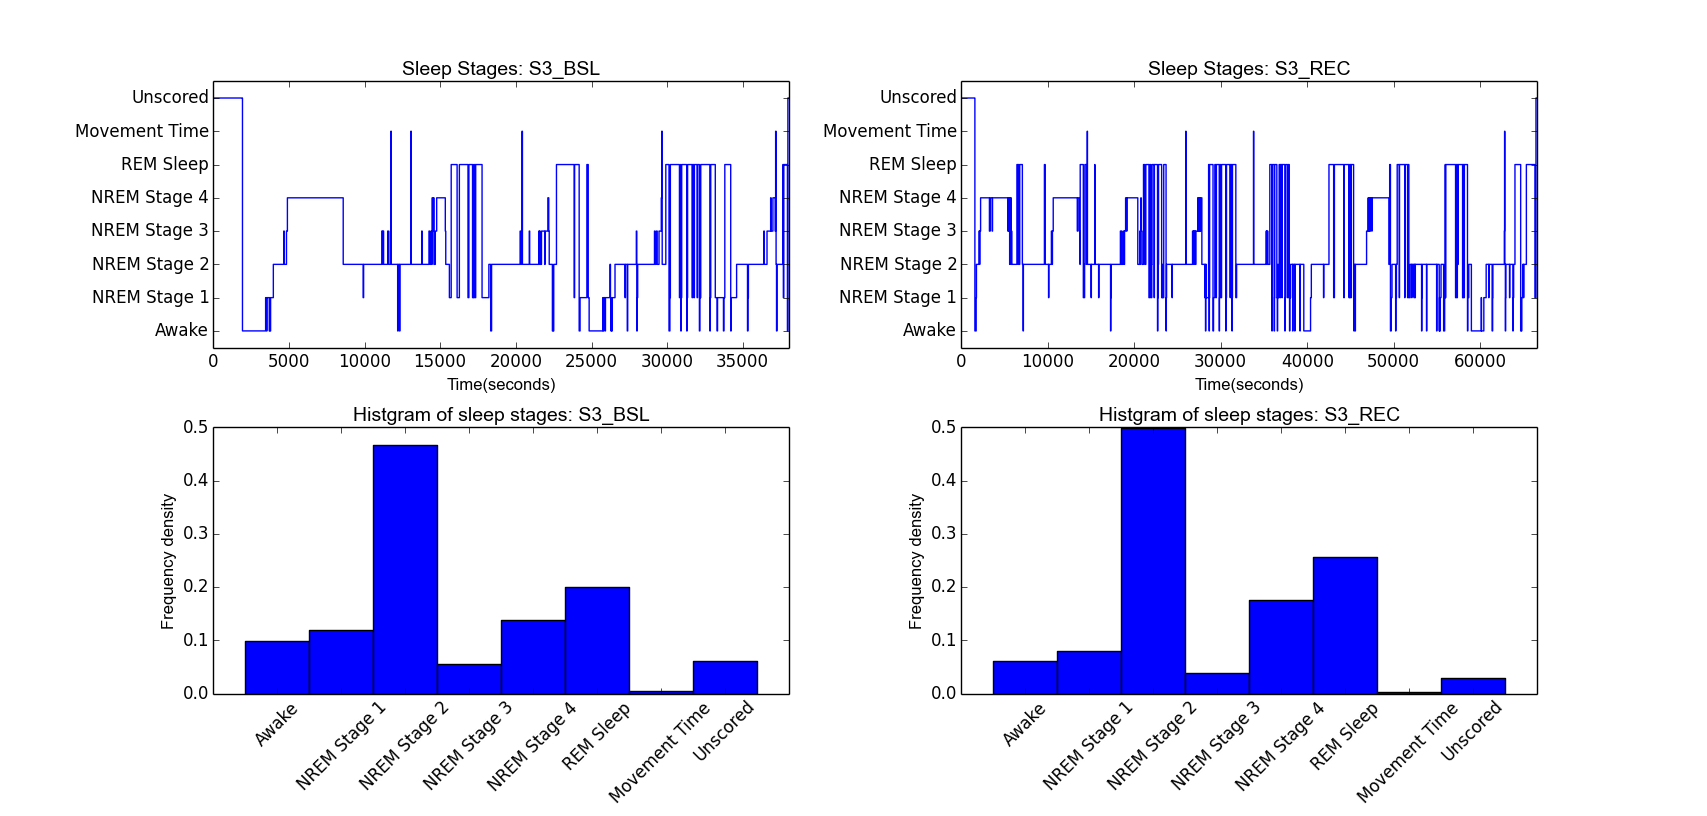 Sleep Stages: S3_BSL
Unscored
Movement Time
REM Sleep
NREM Stage 4
NREM Stage 3
NREM Stage 2
NREM Stage 1
Awake
0 5000 10000 15000 20000 25000 30000 35000
Time(seconds)
Sleep Stages: S3_REC
Unscored
Movement Time
REM Sleep
NREM Stage 4
NREM Stage 3
NREM Stage 2
NREM Stage 1
Awake
0 10000 20000 30000 40000 50000 60000
Time(seconds)
Histgram of sleep stages: S3_BSL
Frequency density
0.5
0.4
0.3
0.2
0.1
0.0
Awake
NREM Stage 1
NREM Stage 2
NREM Stage 3
NREM Stage 4
REM Sleep
Movement Time
Unscored
Histgram of sleep stages: S3_REC
Frequency density
0.5
0.4
0.3
0.2
0.1
0.0
Awake
NREM Stage 1
NREM Stage 2
NREM Stage 3
NREM Stage 4
REM Sleep
Movement Time
Unscored